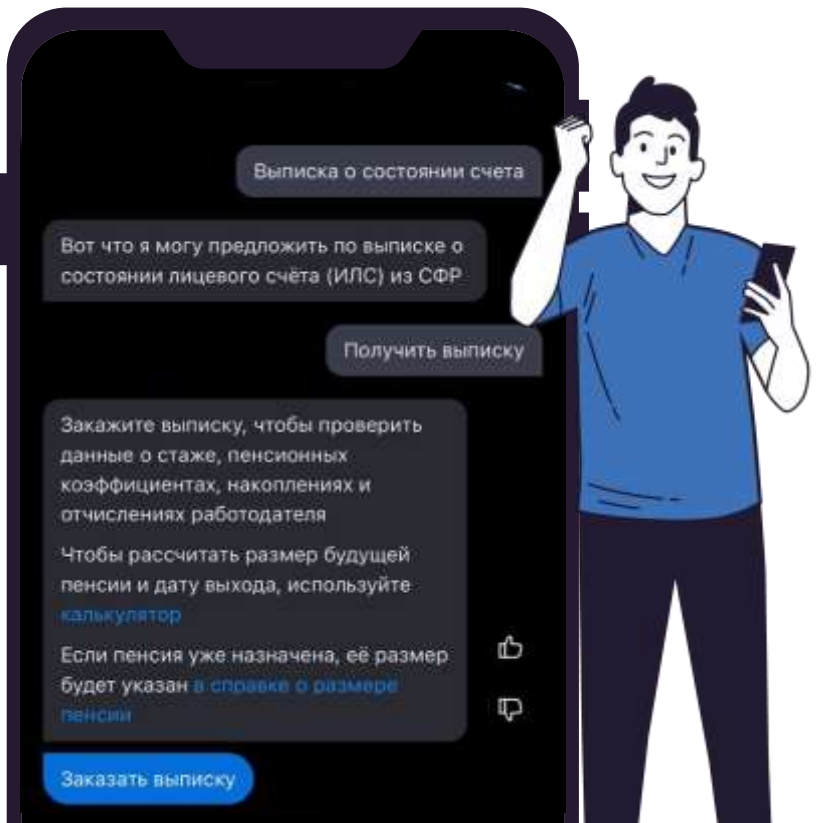 Выписка о состоянии счета
Вот что я могу предложить по выписке о
состоянии лицевого счёта (ИЛС) из СФР
Получить выписку
Закажите выписку, чтобы проверить
данные о стаже, пенсионных
коэффициентах, накоплениях и
отчислениях работодателя
Чтобы рассчитать размер будущей
пенсии и дату выхода, используйте
калькулятор
Если пенсия уже назначена, её размер
будет указан в справке о размере
пенсии
Заказать выписку